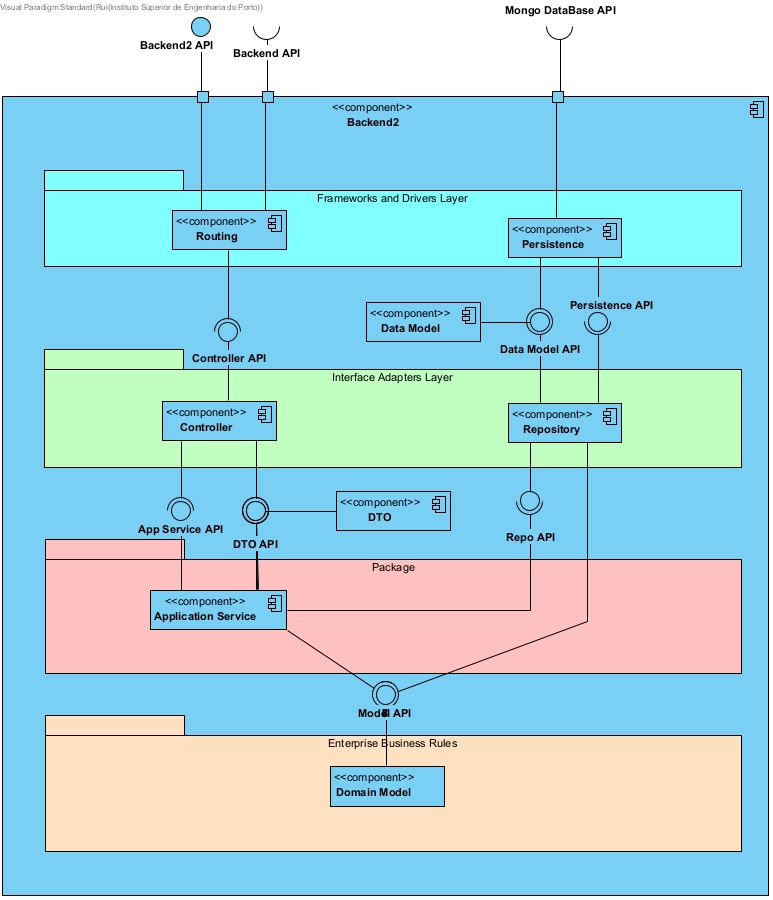 Visual Paradigm Standard(Rui(Instituto Superior de Engenharia do Porto))
Mongo DataBase API
Backend2 API
Backend API
<<component>>
Backend2
Frameworks and Drivers Layer
<<component>>
Routing
<<component>>
Persistence
Persistence API
<<component>>
Data Model
Data Model API
Controller API
Interface Adapters Layer
<<component>>
Controller
<<component>>
Repository
<<component>>
DTO
App Service API
DTO API
Repo API
Package
<<component>>
Application Service
Model API
Enterprise Business Rules
<<component>>
Domain Model